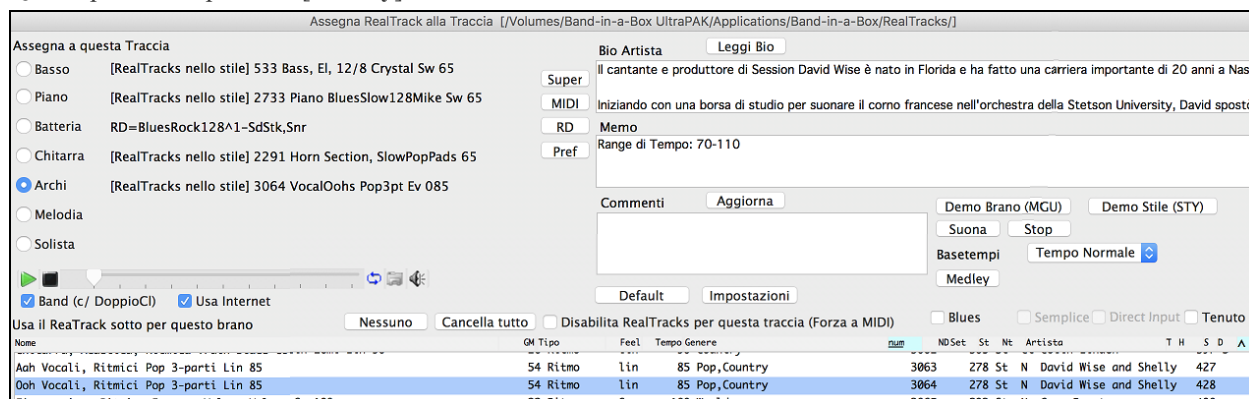 Assegna RealTrack alla Traccia [/Volumes/Band-in-a-Box UltraPAK/Applications/Band-in-a-Box/RealTracks/]
Assegna a questa Traccia
Basso [RealTracks nello stile] 533 Bass, El, 12/8 Crystal Sw 65
Piano [RealTracks nello stile] 2733 Piano BluesSlow128Mike Sw 65
Batteria RD=BluesRock128^1-SdStk,Snr
Chitarra [RealTracks nello stile] 2291 Horn Section, SlowPopPads 65
Archi [RealTracks nello stile] 3064 VocalOohs Pop3pt Ev 085
Melodia
Solista
Super
MIDI
RD
Pref
Bio Artista Leggi Bio
Il cantante e produttore di Session David Wise è nato in Florida e ha fatto una carriera importante di 20 anni a Nas
Iniziando con una borsa di studio per suonare il corno francese nell'orchestra della Stetson University, David sposto
Memo
Range di Tempo: 70-110
Commenti Aggiorna
Demo Brano (MGU) Demo Stile (STY)
Suona Stop
Basetempi Tempo Normale
Medley
Band (c/ DoppioCl) Usa Internet
Default Impostazioni
Usa il ReaTrack sotto per questo brano Nessuno Cancella tutto Disabilita RealTracks per questa traccia (Forza a MIDI) Blues Semplice Direct Input Tenuto
Nome GM Tipo Feel Tempo Genere num NDSet St Nt Artista T H S D
Aah Vocali, Ritmici Pop 3-parti Lin 85 54 Ritmo lin 85 Pop,Country 3063 278 St N David Wise and Shelly 427
Ooh Vocali, Ritmici Pop 3-parti Lin 85 54 Ritmo lin 85 Pop,Country 3064 278 St N David Wise and Shelly 428